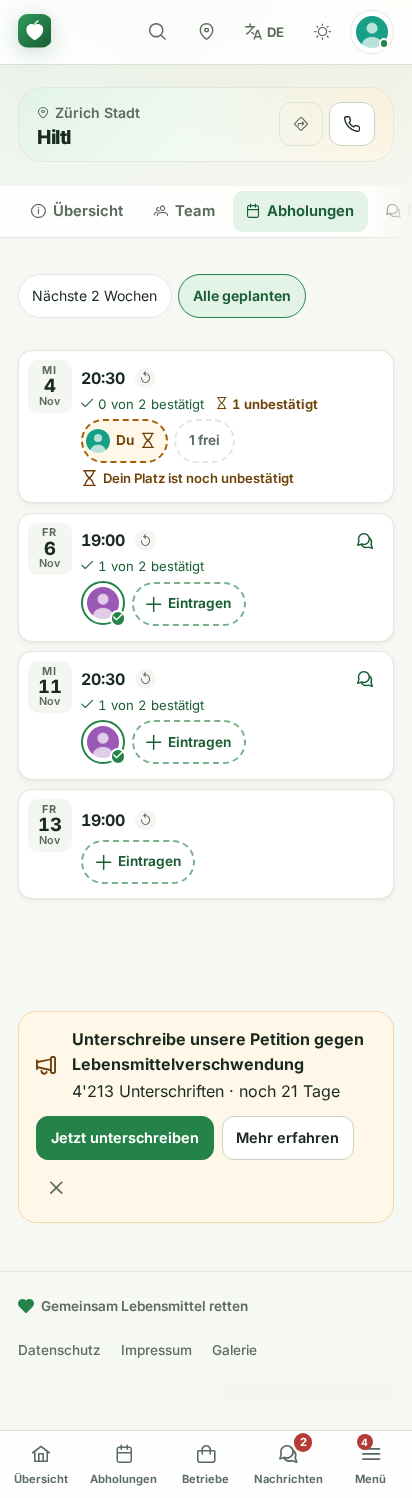 DE
Zürich Stadt
Hiltl
Übersicht Team Abholungen
Nächste 2 Wochen Alle geplanten
MI
4
Nov
20:30
0 von 2 bestätigt 1 unbestätigt
Du 1 frei
Dein Platz ist noch unbestätigt
FR
6
Nov
19:00
1 von 2 bestätigt
Eintragen
MI
11
Nov
20:30
1 von 2 bestätigt
Eintragen
FR
13
Nov
19:00
Eintragen
Unterschreibe unsere Petition gegen
Lebensmittelverschwendung
4'213 Unterschriften · noch 21 Tage
Jetzt unterschreiben Mehr erfahren
Gemeinsam Lebensmittel retten
Datenschutz Impressum Galerie
2 4
Übersicht Abholungen Betriebe Nachrichten Menü